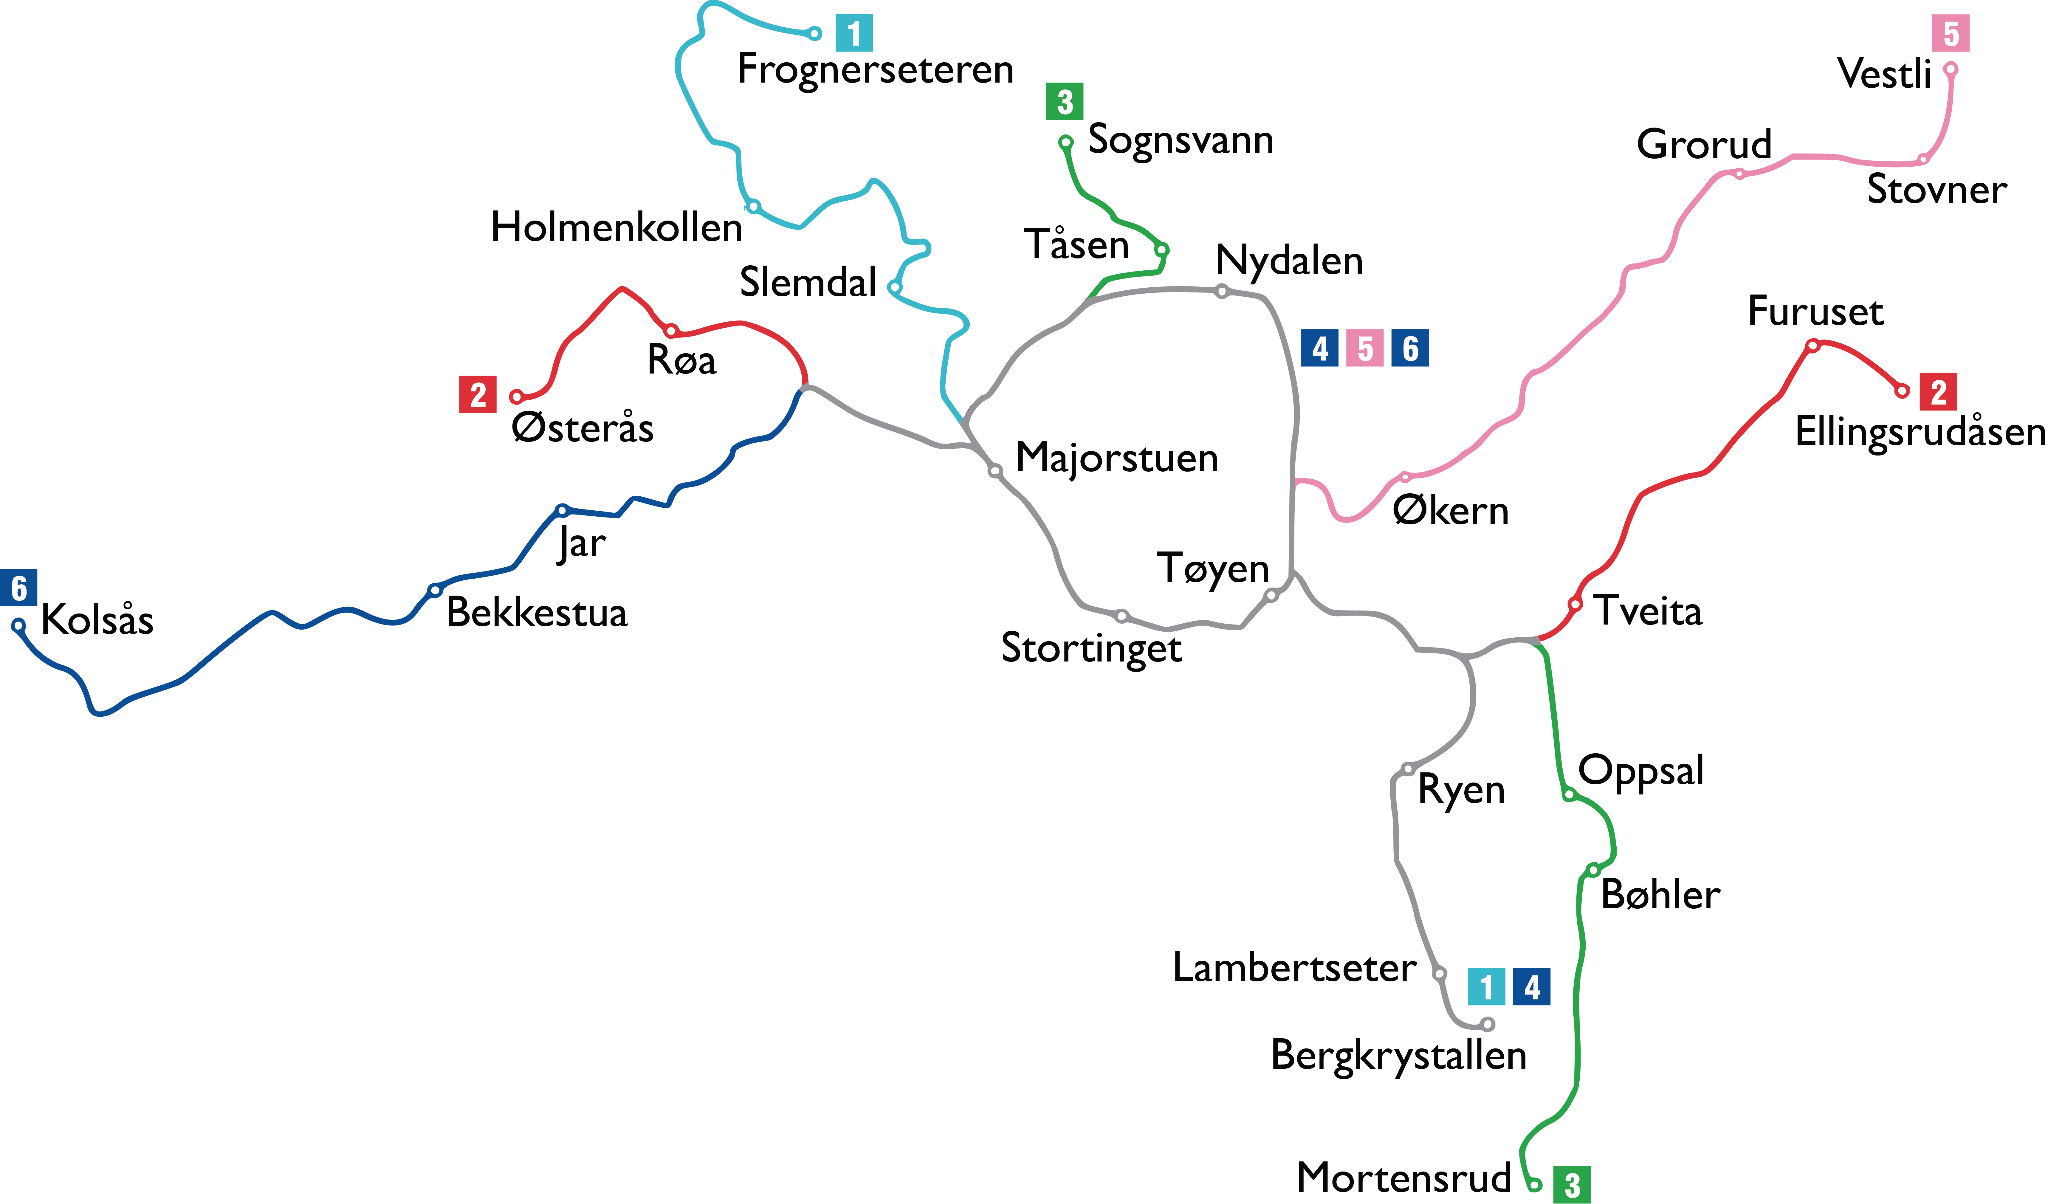 1
Frognerseteren
5
Vestli
3
Sognsvann
Grorud
Stovner
Holmenkollen
Tåsen
Nydalen
Slemdal
Furuset
4 5 6
Røa
2
Østerås
2
Ellingsrudåsen
Majorstuen
Økern
Jar
Tøyen
6
Kolsås
Bekkestua
Tveita
Stortinget
Oppsal
Ryen
Bøhler
Lambertseter
1 4
Bergkrystallen
Mortensrud
3